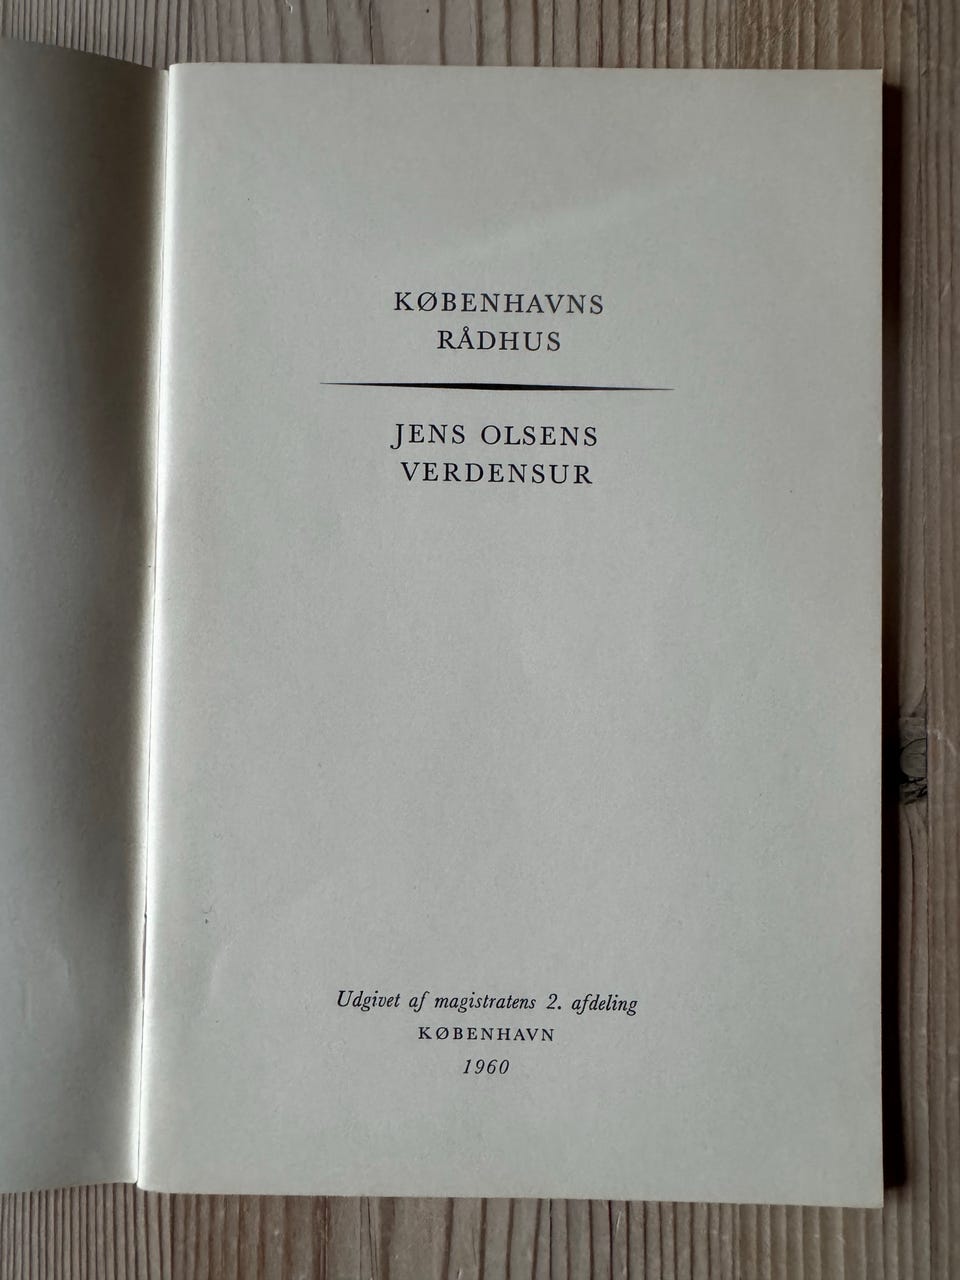 KØBENHAVNS
RÅDHUS
JENS OLSENS
VERDENSUR
Udgivet af magistratens 2. afdeling
KØBENHAVN
1960